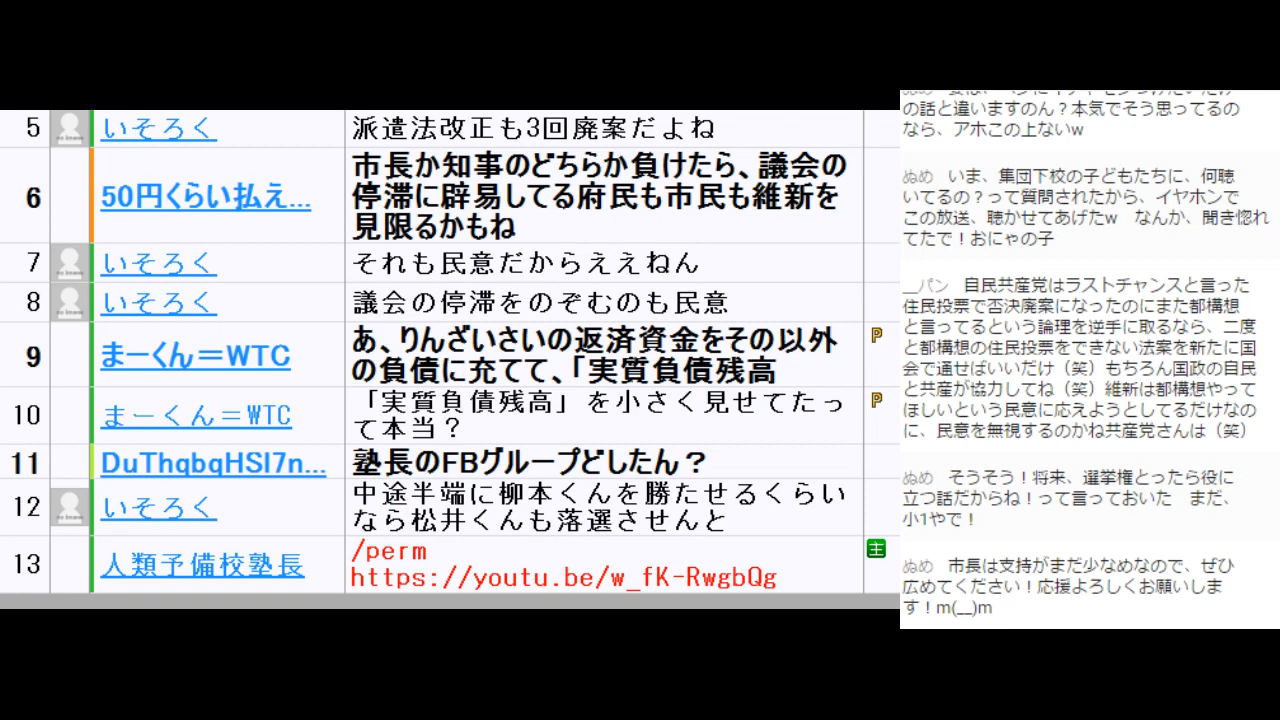 5 いそろく 派遣法改正も3回廃案だよね
6 50円くらい払え... 市長か知事のどちらか負けたら、議会の
停滞に辟易してる府民も市民も維新を
見限るかもね
7 いそろく それも民意だからええねん
8 いそろく 議会の停滞をのぞむのも民意
9 まーくん＝WTC あ、りんざいさいの返済資金をその以外 P
の負債に充てて、「実質負債残高
10 まーくん＝WTC 「実質負債残高」を小さく見せてたっ P
て本当？
11 DuThqbqHSl7n... 塾長のFBグループどしたん？
12 いそろく 中途半端に柳本くんを勝たせるくらい
なら松井くんも落選させんと
13 人類予備校塾長 /perm 主
https://youtu.be/w_fK-RwgbQg
の話と違いますのん？本気でそう思ってるの
なら、アホこの上ないw
ぬめ いま、集団下校の子どもたちに、何聴
いてるの？って質問されたから、イヤホンで
この放送、聴かせてあげたw なんか、聞き惚れ
てたで！おにゃの子
__パン 自民共産党はラストチャンスと言った
住民投票で否決廃案になったのにまた都構想
と言ってるという論理を逆手に取るなら、二度
と都構想の住民投票をできない法案を新たに国
会で通せばいいだけ（笑）もちろん国政の自民
と共産が協力してね（笑）維新は都構想やって
ほしいという民意に応えようとしてるだけなの
に、民意を無視するのかね共産党さんは（笑）
ぬめ そうそう！将来、選挙権とったら役に
立つ話だからね！って言っておいた まだ、
小1やで！
ぬめ 市長は支持がまだ少なめなので、ぜひ
広めてください！応援よろしくお願いしま
す！m(__)m